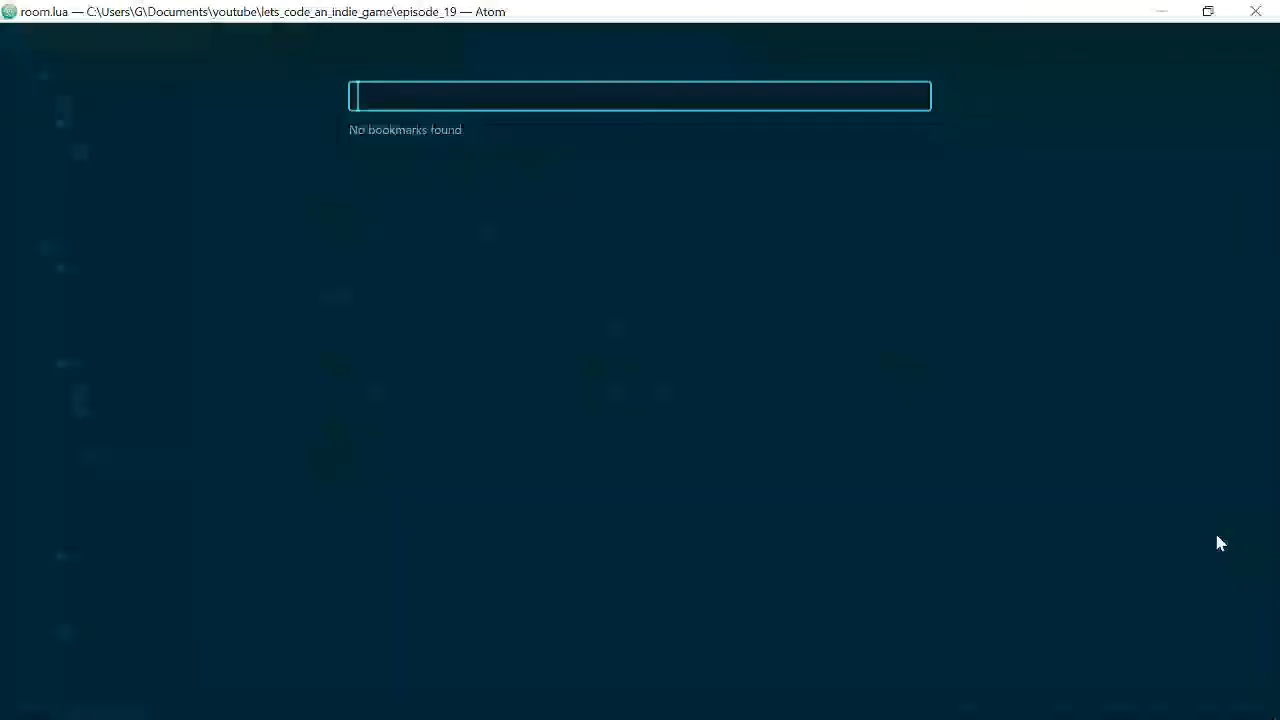 room.lua — C:\Users\G\Documents\youtube\lets_code_an_indie_game\episode_19 — Atom
No bookmarks found